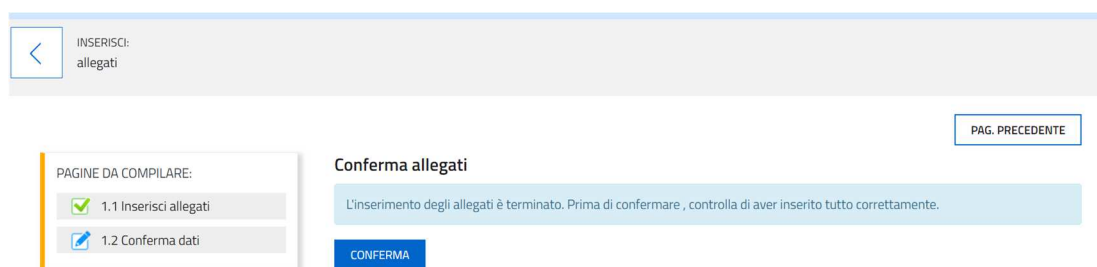 INSERISCI:
allegati
PAG. PRECEDENTE
PAGINE DA COMPILARE:
1.1 Inserisci allegati
1.2 Conferma dati
Conferma allegati
L'inserimento degli allegati è terminato. Prima di confermare , controlla di aver inserito tutto correttamente.
CONFERMA